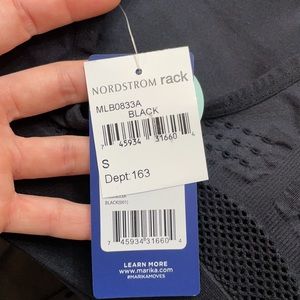 NORDSTROM rack
MLB0833A
BLACK
7 45934 31660 4
S
Dept:163
BLACK(001)
7 45934 31660 4
LEARN MORE
www.marika.com
#MARIKAMOVES